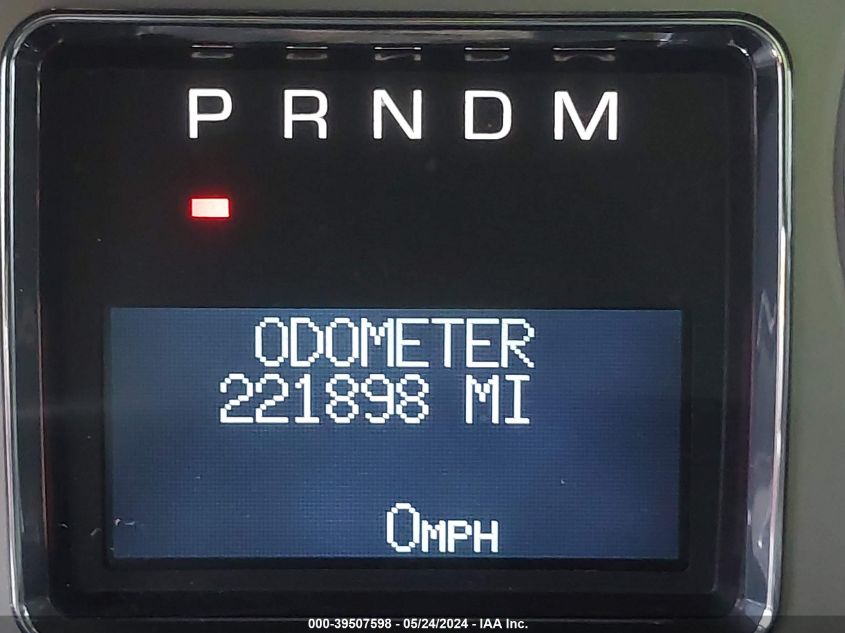 P R N D M
ODOMETER
221898 MI
0MPH
000-39507598 - 05/24/2024 - IAA Inc.